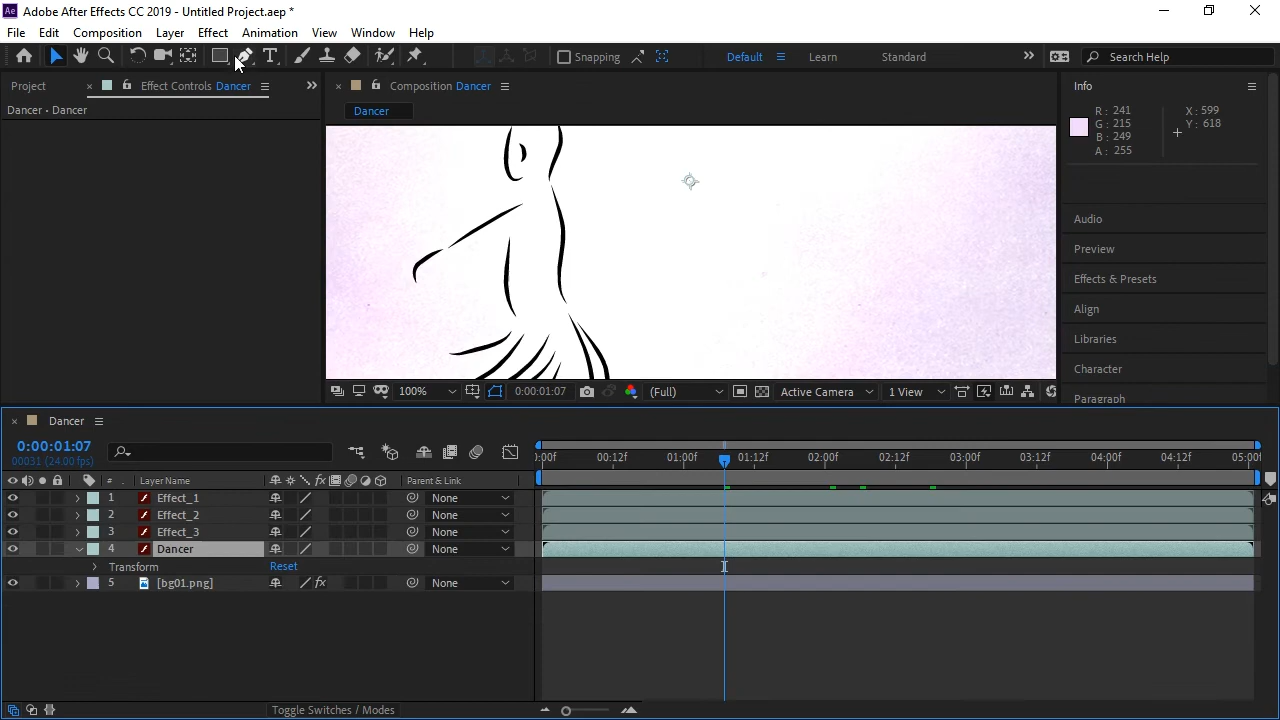 Ae Adobe After Effects CC 2019 - Untitled Project.aep *
File Edit Composition Layer Effect Animation View Window Help
Snapping Default Learn Standard Search Help
Project Effect Controls Dancer Composition Dancer Info
Dancer • Dancer
Dancer
R: 241 X: 599
G: 215 Y: 618
B: 249
A: 255
Audio
Preview
Effects & Presets
Align
Libraries
Character
Paragraph
100% 0:00:01:07 (Full) Active Camera 1 View
Dancer
0:00:01:07
00031 (24.00 fps)
:00f 00:12f 01:00f 01:12f 02:00f 02:12f 03:00f 03:12f 04:00f 04:12f 05:00f
# Layer Name fx Parent & Link
1 Effect_1 None
2 Effect_2 None
3 Effect_3 None
4 Dancer None
Transform Reset
5 [bg01.png] fx None
Toggle Switches / Modes